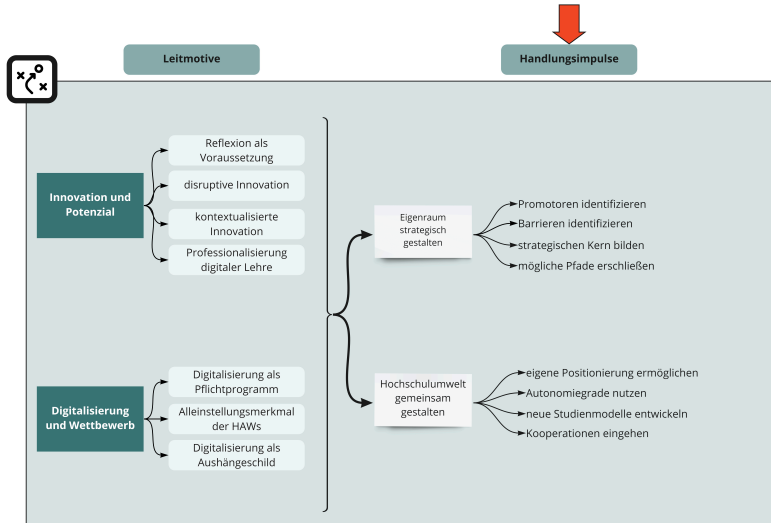 Leitmotive
Handlungsimpulse
Innovation und
Potenzial
Reflexion als
Voraussetzung
disruptive Innovation
kontextualisierte
Innovation
Professionalisierung
digitaler Lehre
Digitalisierung
und Wettbewerb
Digitalisierung als
Pflichtprogramm
Alleinstellungsmerkmal
der HAWs
Digitalisierung als
Aushängeschild
Eigenraum
strategisch
gestalten
Promotoren identifizieren
Barrieren identifizieren
strategischen Kern bilden
mögliche Pfade erschließen
Hochschulumwelt
gemeinsam
gestalten
eigene Positionierung ermöglichen
Autonomiegrade nutzen
neue Studienmodelle entwickeln
Kooperationen eingehen